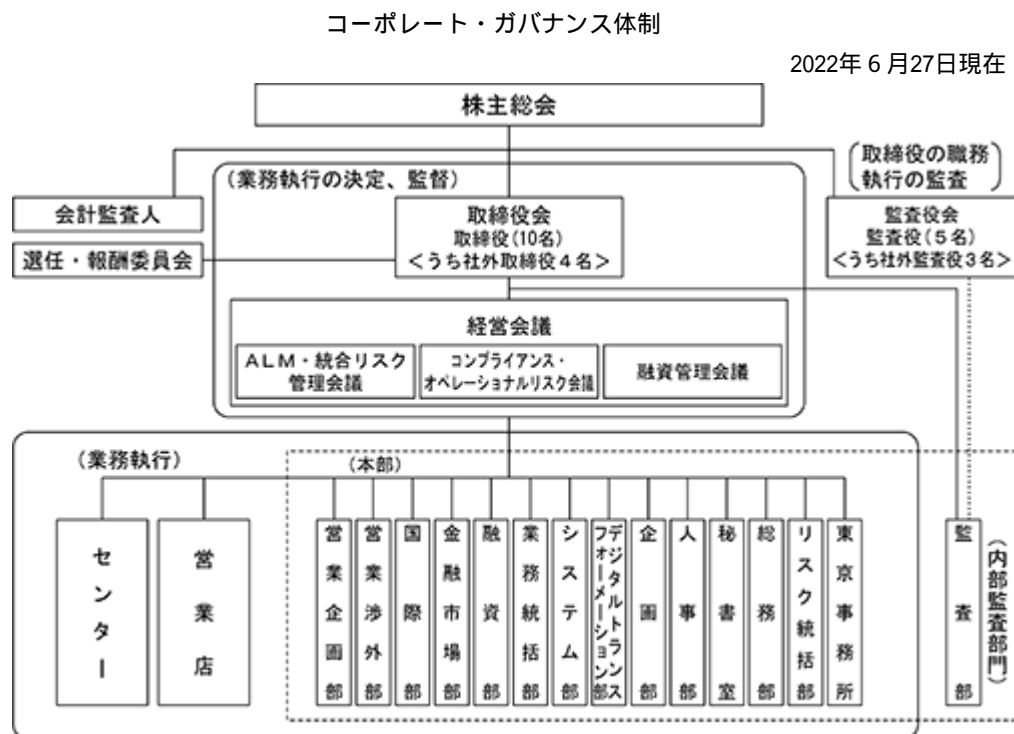 コーポレート・ガバナンス体制
2022年6月27日現在
株主総会
(取締役の職務
執行の監査)
(業務執行の決定、監督)
会計監査人
選任・報酬委員会
取締役会
取締役(10名)
<うち社外取締役4名>
監査役会
監査役(5名)
<うち社外監査役3名>
経営会議
ALM・統合リスク
管理会議
コンプライアンス・
オペレーショナルリスク会議
融資管理会議
(業務執行)
(本部)
センター
営業店
営業企画部
営業渉外部
国際部
金融市場部
融資部
業務統括部
システム部
デジタルトランス
フォーメーション部
企画部
人事部
秘書室
総務部
リスク統括部
東京事務所
監査部
(内部監査部門)